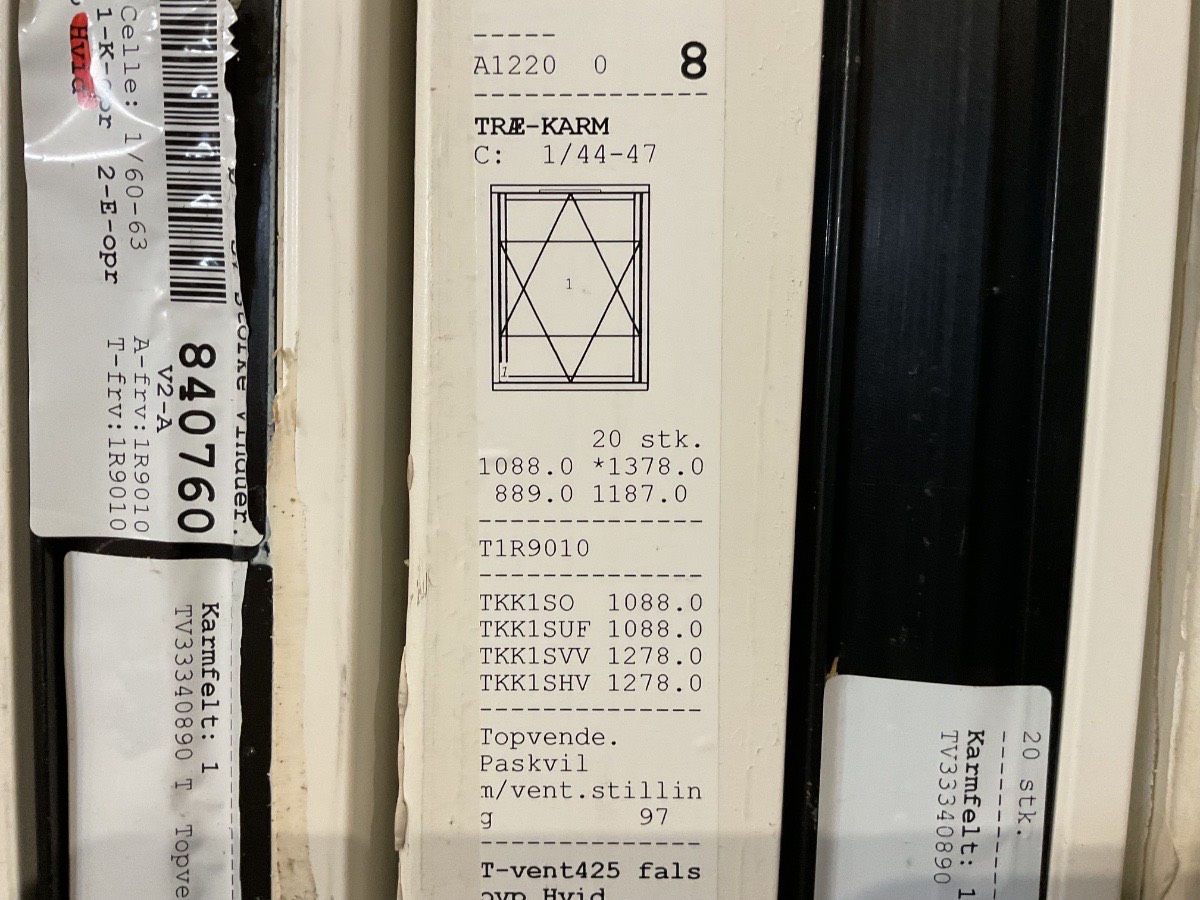 Celle: 1/60-63
1-K-opr 2-E-opr
Hvid
840760
V2-A
A-frv:1R9010
T-frv:1R9010
Karmfelt: 1
TV33340890 T Topve
-----
A1220 0 8
--------------
TRÆ-KARM
C: 1/44-47
1
1
20 stk.
1088.0 *1378.0
889.0 1187.0
--------------
T1R9010
--------------
TKK1SO 1088.0
TKK1SUF 1088.0
TKK1SVV 1278.0
TKK1SHV 1278.0
--------------
Topvende.
Paskvil
m/vent.stillin
g 97
--------------
T-vent425 fals
Hvid
20 stk.
Karmfelt: 1
TV33340890